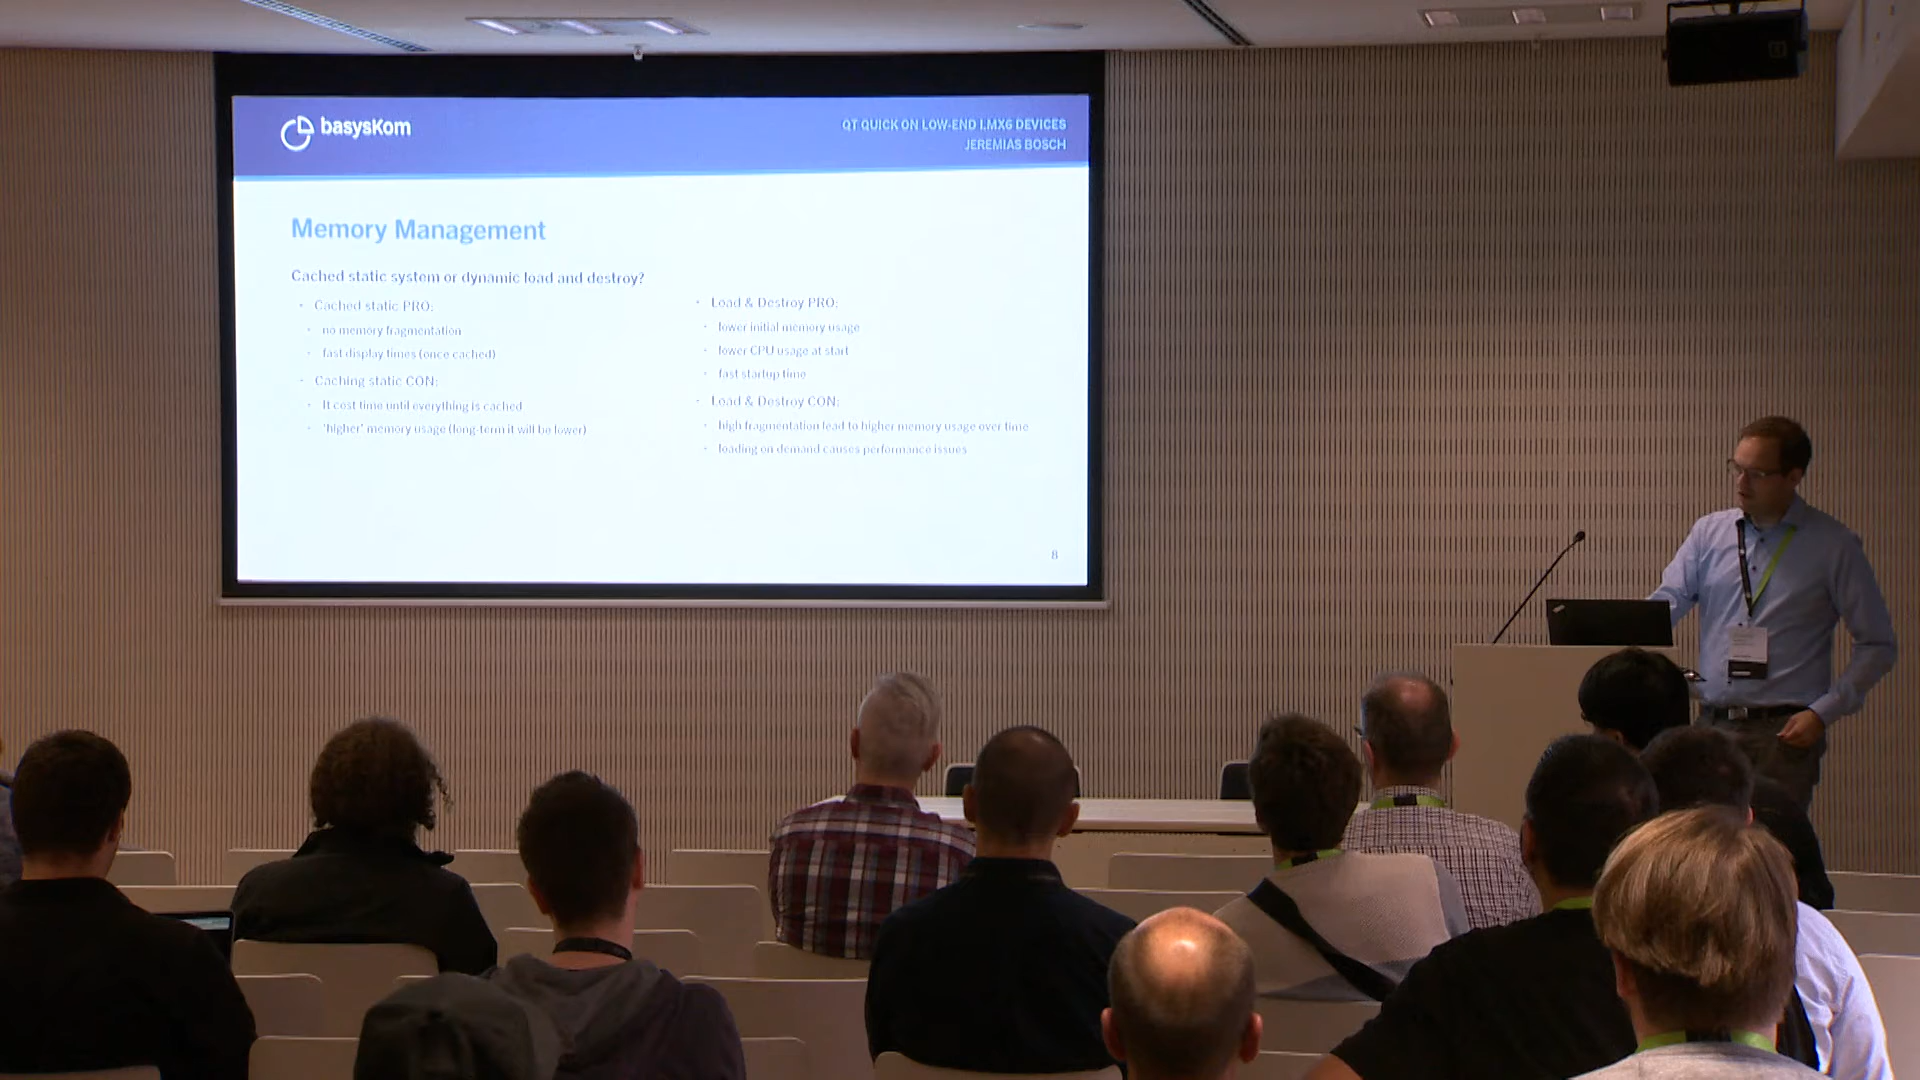 basysKom
QT QUICK ON LOW-END I.MX6 DEVICES
JEREMIAS BOSCH
Memory Management
Cached static system or dynamic load and destroy?
- Cached static PRO:
- no memory fragmentation
- fast display times (once cached)
- Caching static CON:
- It cost time until everything is cached
- 'higher' memory usage (long-term it will be lower)
- Load & Destroy PRO:
- lower initial memory usage
- lower CPU usage at start
- fast startup time
- Load & Destroy CON:
- high fragmentation lead to higher memory usage over time
- loading on demand causes performance issues
8